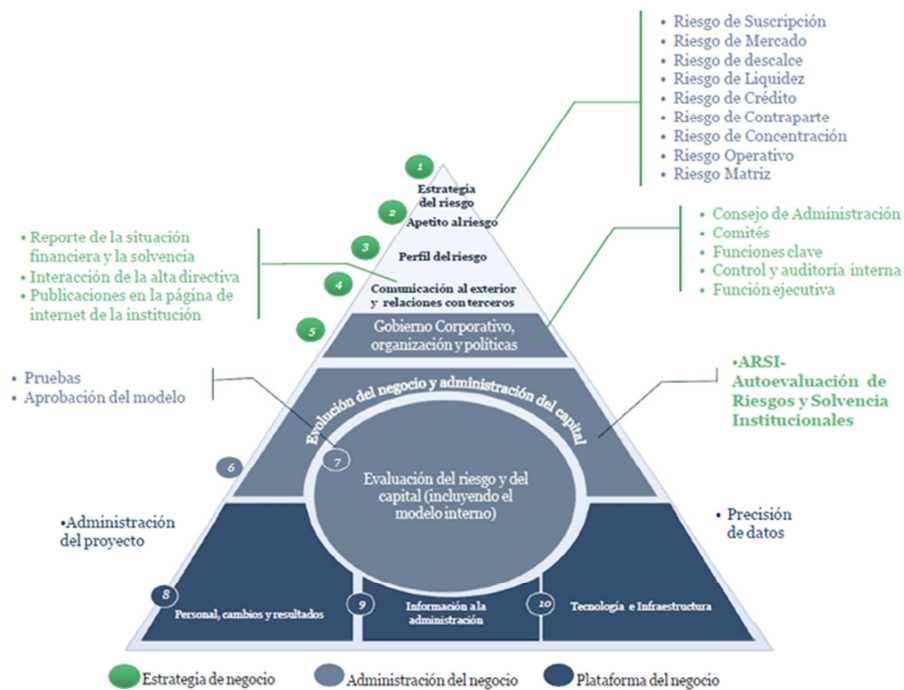 • Riesgo de Suscripción
• Riesgo de Mercado
• Riesgo de descalce
• Riesgo de Liquidez
• Riesgo de Crédito
• Riesgo de Contraparte
• Riesgo de Concentración
• Riesgo Operativo
• Riesgo Matriz
1
Estrategia
del riesgo
2
Apetito al riesgo
3
Perfil del riesgo
4
Comunicación al exterior
y relaciones con terceros
5
Gobierno Corporativo,
organización y políticas
• Reporte de la situación
financiera y la solvencia
• Interacción de la alta directiva
• Publicaciones en la página de
internet de la institución
• Consejo de Administración
• Comités
• Funciones clave
• Control y auditoría interna
• Función ejecutiva
• Pruebas
• Aprobación del modelo
•ARSI-
Autoevaluación de
Riesgos y Solvencia
Institucionales
6
Evolución del negocio y administración del capital
7
Evaluación del riesgo y del
capital (incluyendo el
modelo interno)
•Administración
del proyecto
• Precisión
de datos
8
Personal, cambios y resultados
9
Información a la
administración
10
Tecnología e Infraestructura
Estrategia de negocio
Administración del negocio
Plataforma del negocio